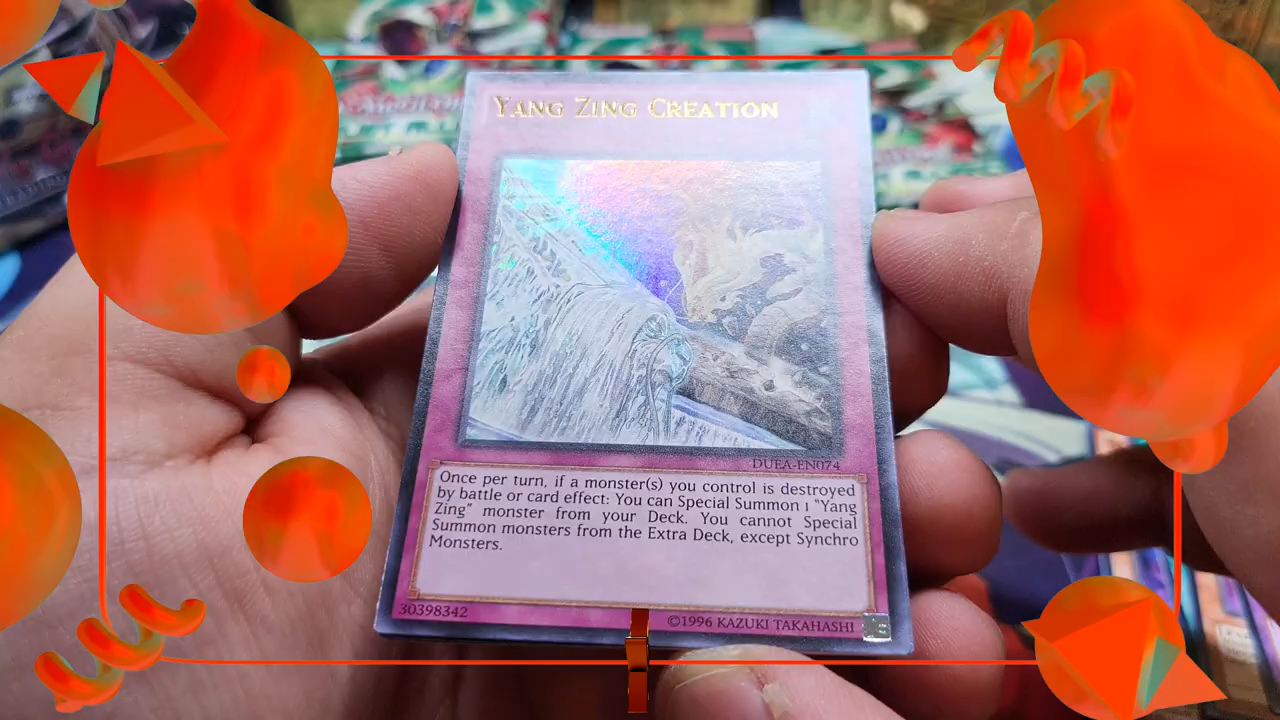 Yang Zing Creation
DUEA-EN074
Once per turn, if a monster(s) you control is destroyed
by battle or card effect: You can Special Summon 1 "Yang
Zing" monster from your Deck. You cannot Special
Summon monsters from the Extra Deck, except Synchro
Monsters.
30398342
©1996 KAZUKI TAKAHASHI